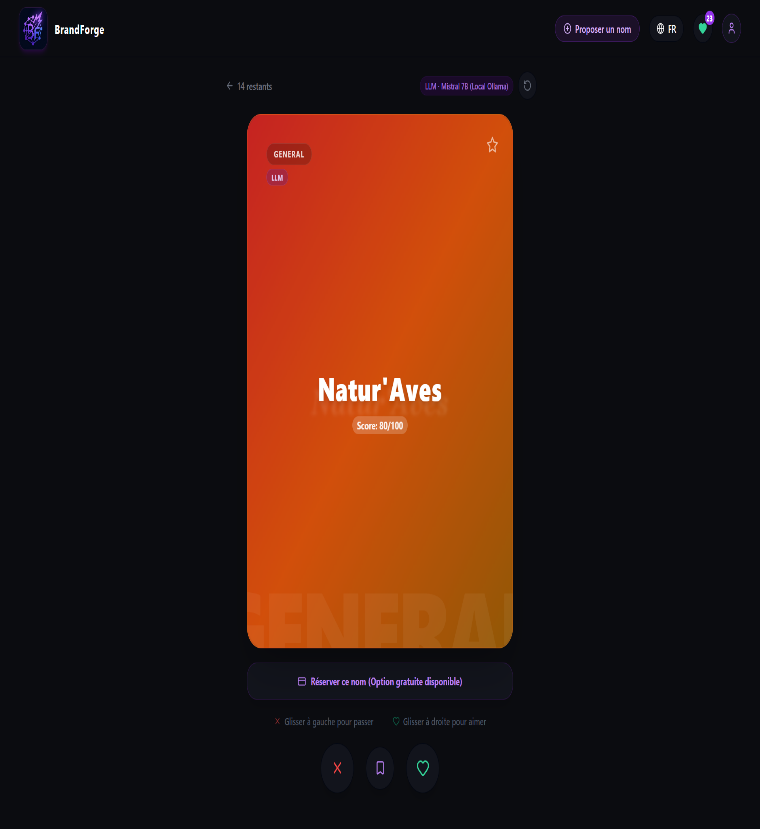 BrandForge
Proposer un nom
FR
23
14 restants
LLM · Mistral 7B (Local Ollama)
GENERAL
LLM
Natur'Aves
Score: 80/100
GENERAL
Réserver ce nom (Option gratuite disponible)
Glisser à gauche pour passer
Glisser à droite pour aimer